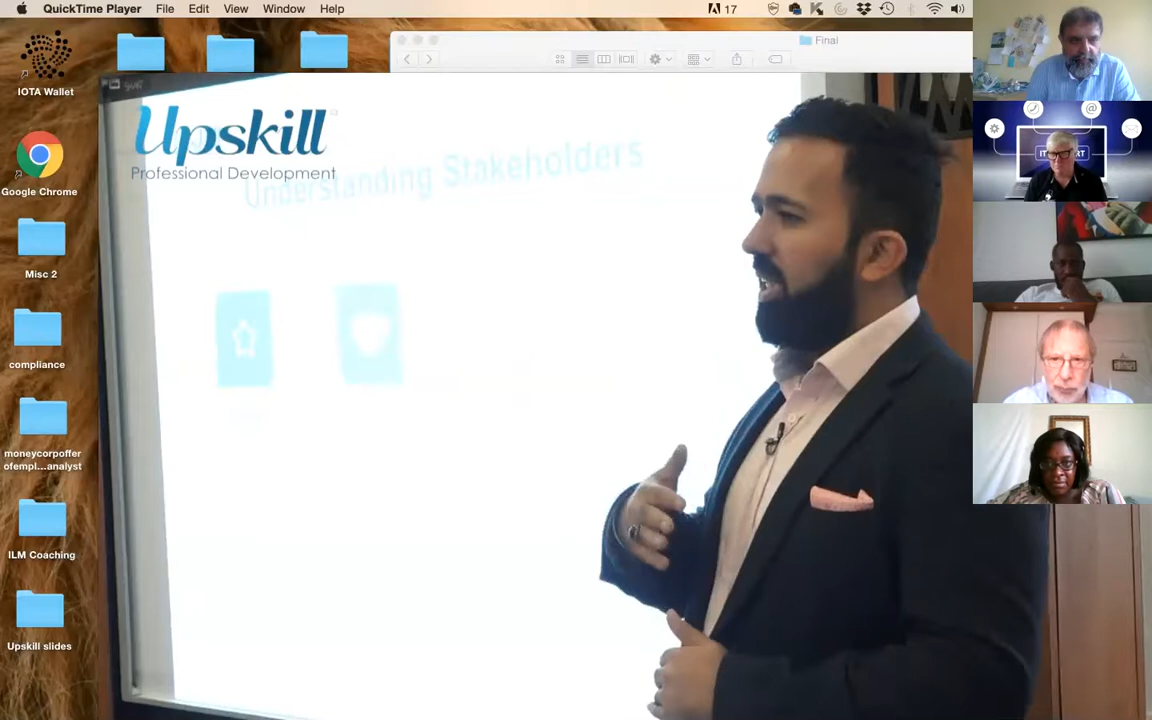 QuickTime Player File Edit View Window Help
17
Final
IOTA Wallet
Google Chrome
Misc 2
compliance
moneycorpoffer
ofempl...analyst
ILM Coaching
Upskill slides
Upskill
Professional Development
Understanding Stakeholders
@